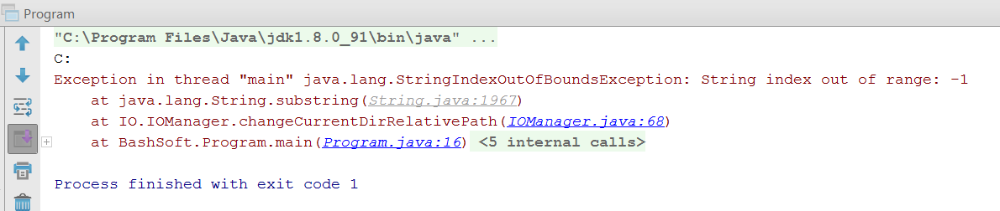 Program
"C:\Program Files\Java\jdk1.8.0_91\bin\java" ...
C:
Exception in thread "main" java.lang.StringIndexOutOfBoundsException: String index out of range: -1
at java.lang.String.substring(String.java:1967)
at IO.IOManager.changeCurrentDirRelativePath(IOManager.java:68)
at BashSoft.Program.main(Program.java:16) <5 internal calls>
Process finished with exit code 1